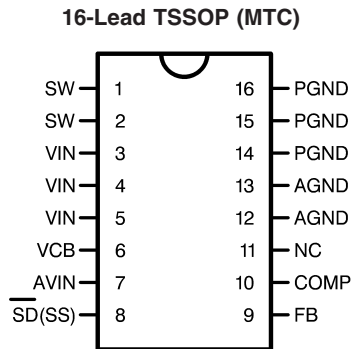 16-Lead TSSOP (MTC)
SW 1 16 PGND
SW 2 15 PGND
VIN 3 14 PGND
VIN 4 13 AGND
VIN 5 12 AGND
VCB 6 11 NC
AVIN 7 10 COMP
S̅D̅(SS) 8 9 FB